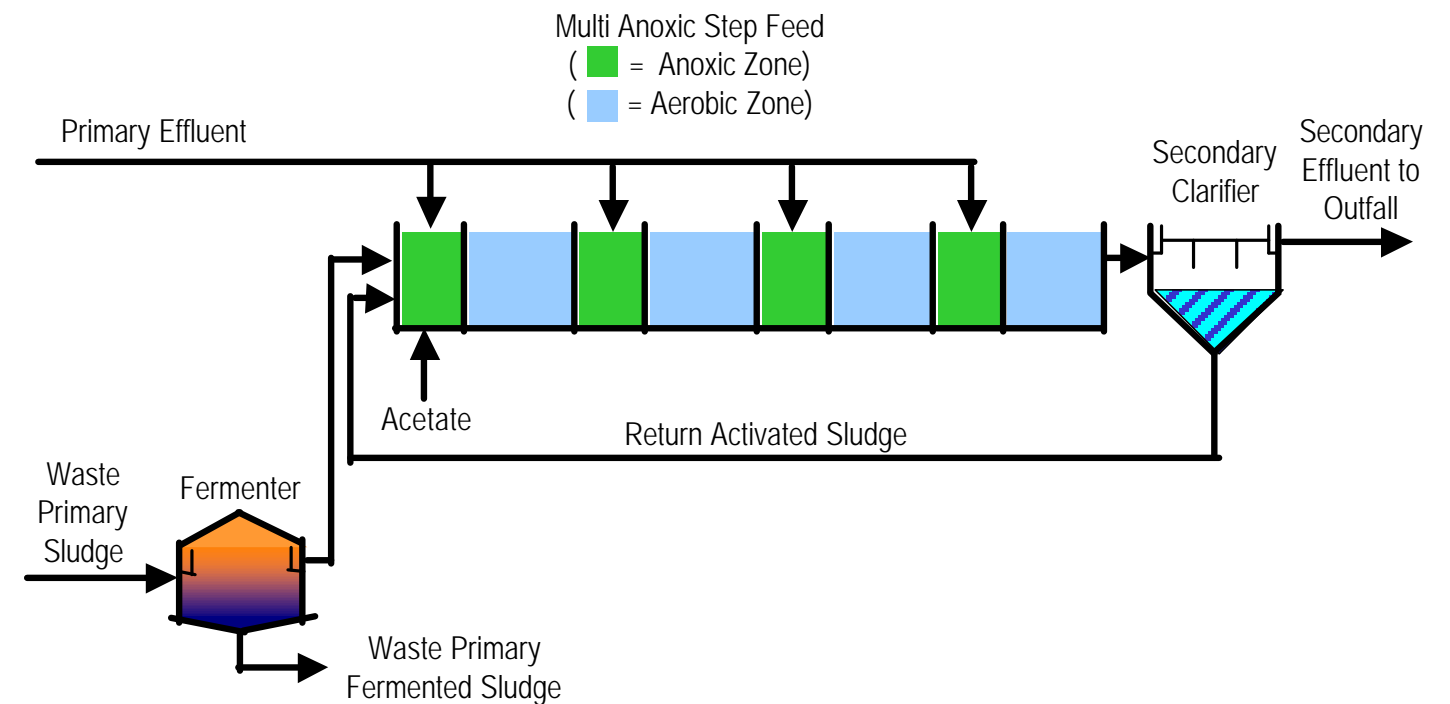 Multi Anoxic Step Feed
( = Anoxic Zone)
( = Aerobic Zone)
Primary Effluent
Secondary
Clarifier
Secondary
Effluent to
Outfall
Acetate
Return Activated Sludge
Waste
Primary
Sludge
Fermenter
Waste Primary
Fermented Sludge